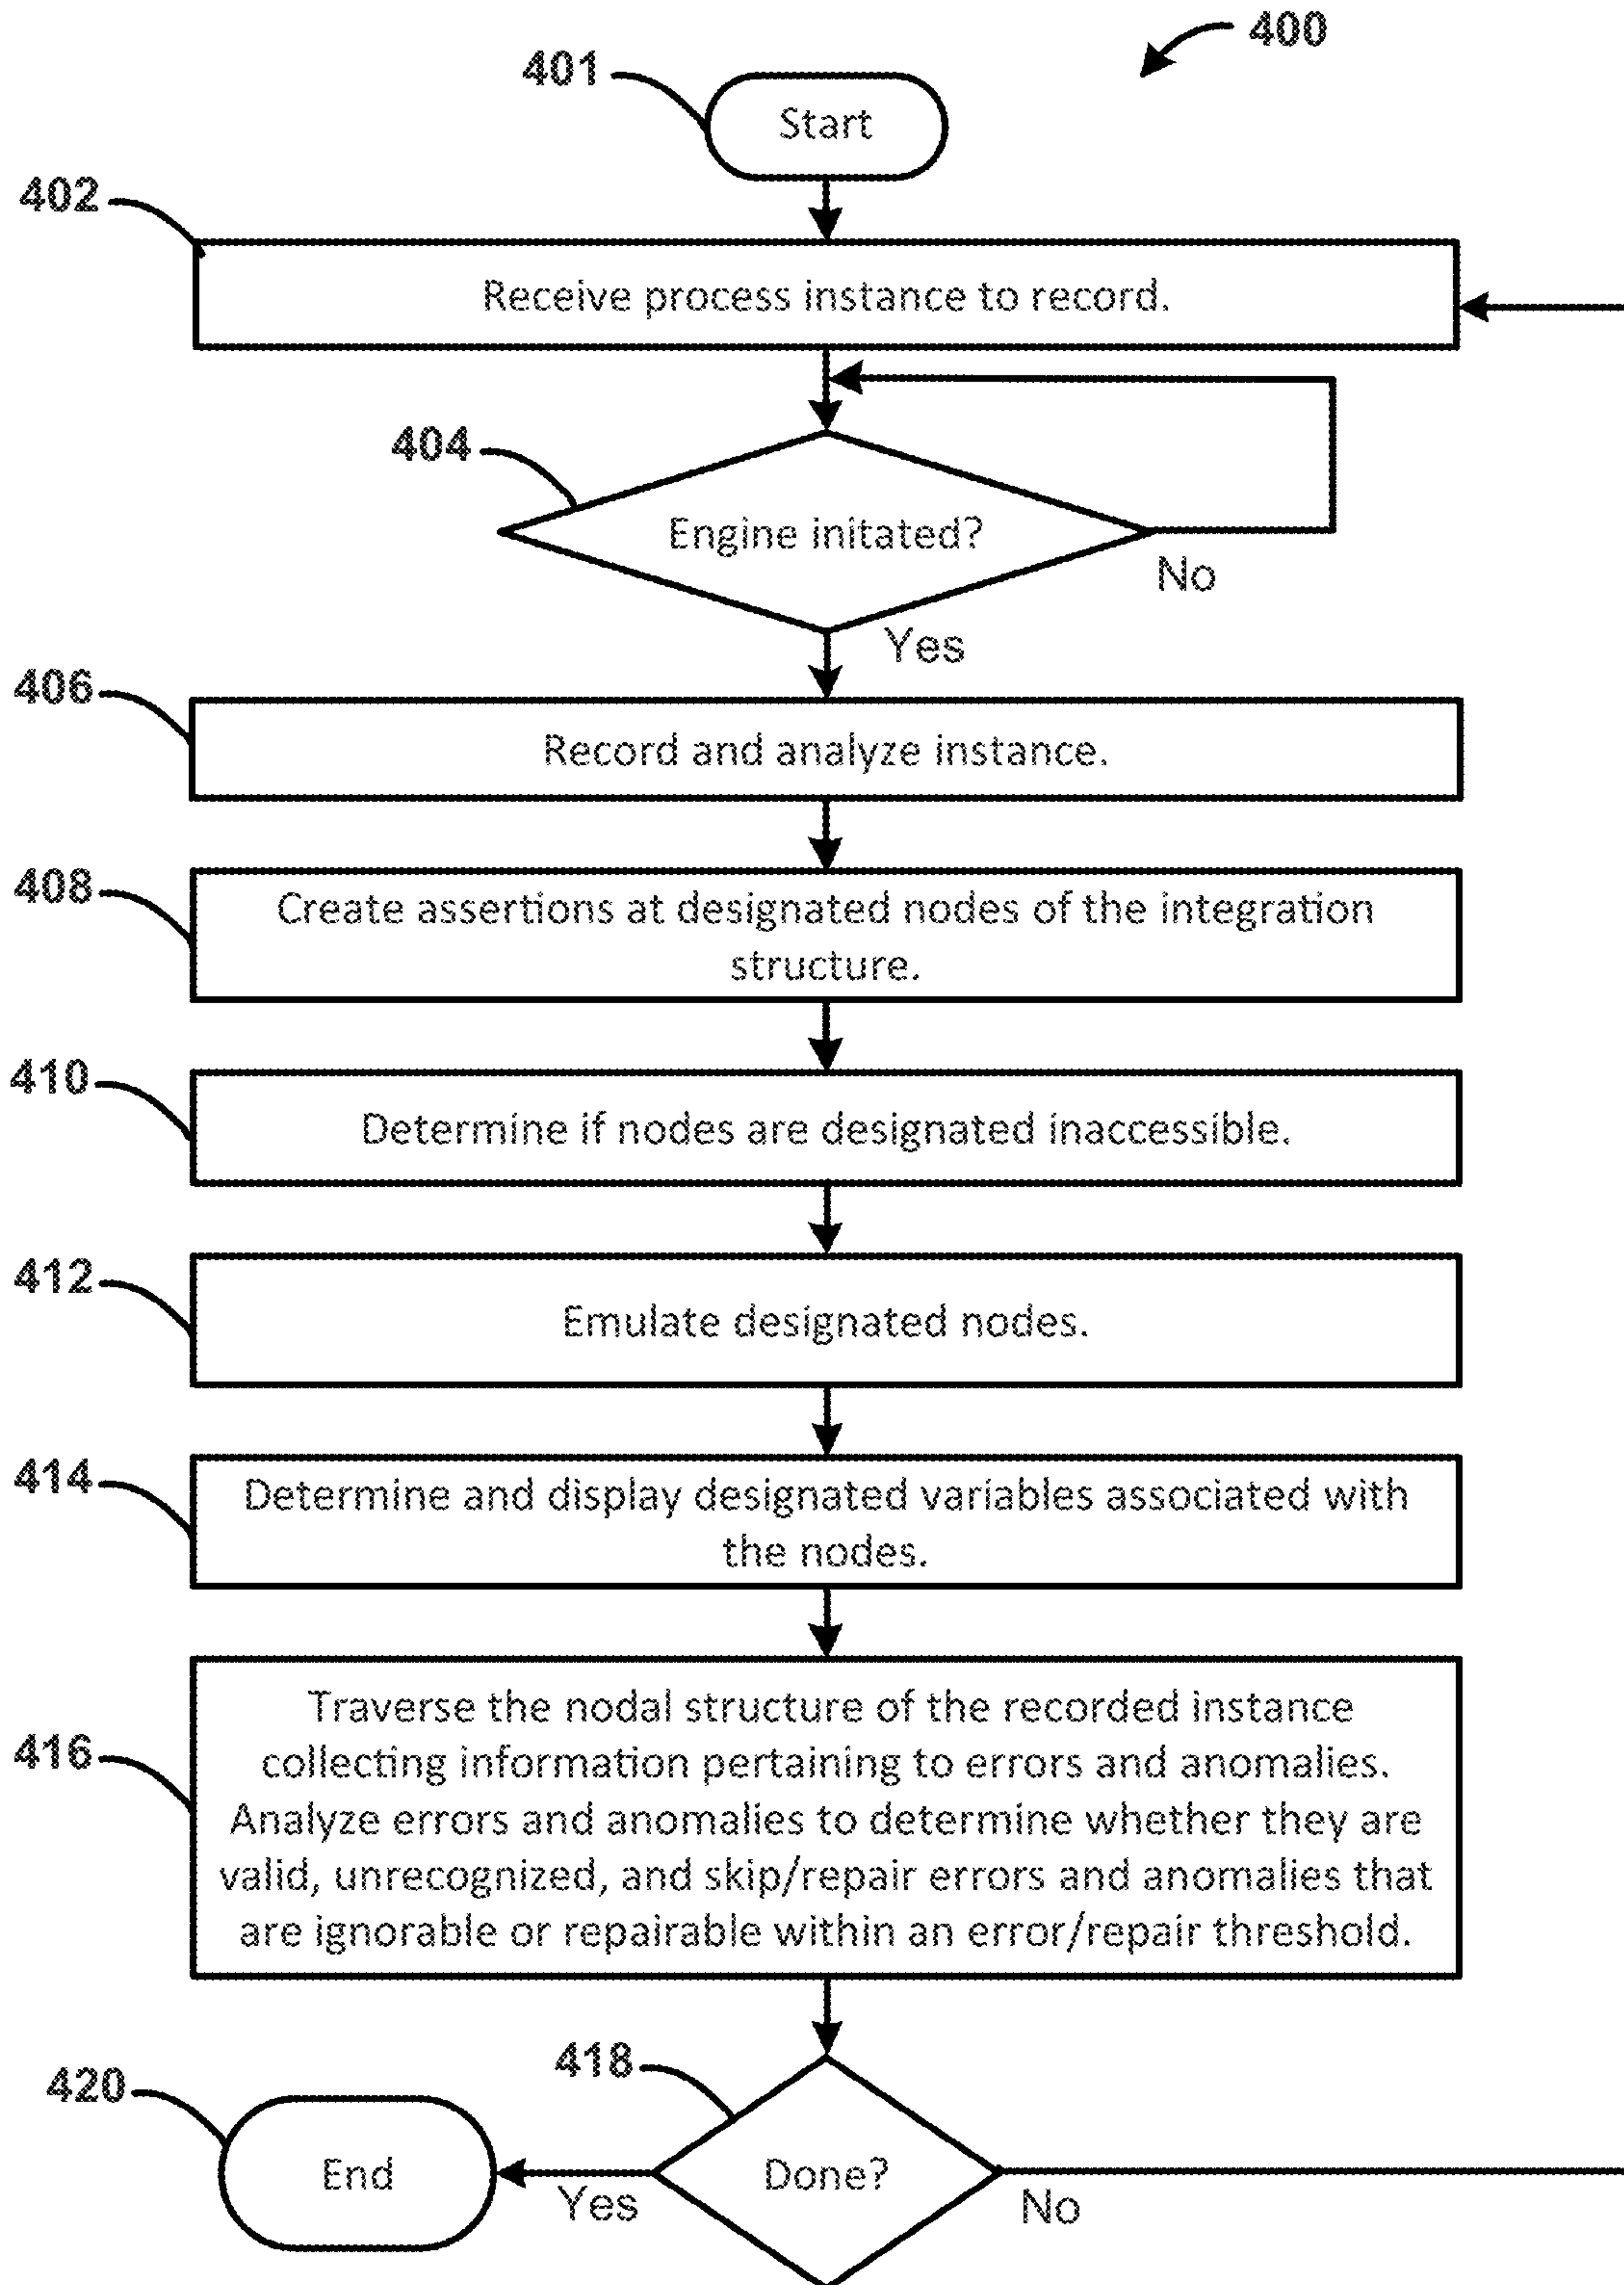 400
401
Start
402
Receive process instance to record.
404
Engine initated?
No
Yes
406
Record and analyze instance.
408
Create assertions at designated nodes of the integration
structure.
410
Determine if nodes are designated inaccessible.
412
Emulate designated nodes.
414
Determine and display designated variables associated with
the nodes.
416
Traverse the nodal structure of the recorded instance
collecting information pertaining to errors and anomalies.
Analyze errors and anomalies to determine whether they are
valid, unrecognized, and skip/repair errors and anomalies that
are ignorable or repairable within an error/repair threshold.
418
420
End
Yes
Done?
No